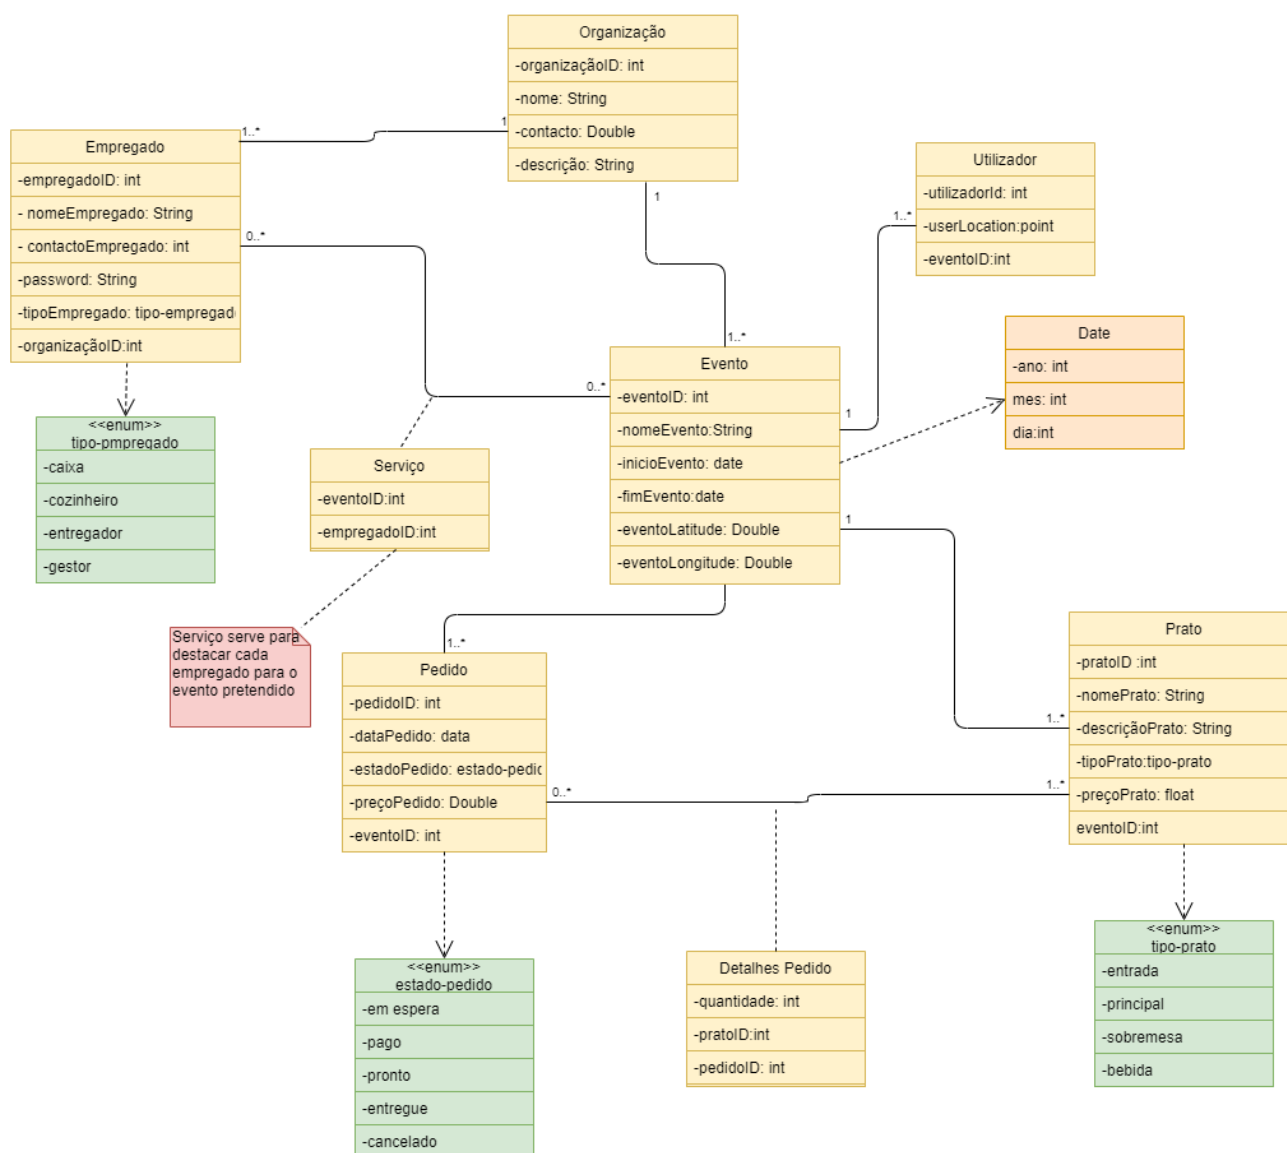 Organização
-organizaçãoID: int
-nome: String
-contacto: Double
-descrição: String
1..*
1
1
Empregado
-empregadoID: int
- nomeEmpregado: String
- contactoEmpregado: int
-password: String
-tipoEmpregado: tipo-empregado
-organizaçãoID:int
0..*
Utilizador
-utilizadorId: int
-userLocation:point
-eventoID:int
1..*
Date
-ano: int
mes: int
dia:int
1..*
Evento
-eventoID: int
-nomeEvento:String
-inicioEvento: date
-fimEvento:date
-eventoLatitude: Double
-eventoLongitude: Double
0..*
1
1
<<enum>>
tipo-pmpregado
-caixa
-cozinheiro
-entregador
-gestor
Serviço
-eventoID:int
-empregadoID:int
Serviço serve para
destacar cada
empregado para o
evento pretendido
1..*
Pedido
-pedidoID: int
-dataPedido: data
-estadoPedido: estado-pedic
-preçoPedido: Double
-eventoID: int
0..*
Prato
-pratoID :int
-nomePrato: String
-descriçãoPrato: String
-tipoPrato:tipo-prato
-preçoPrato: float
eventoID:int
1..*
1..*
<<enum>>
estado-pedido
-em espera
-pago
-pronto
-entregue
-cancelado
Detalhes Pedido
-quantidade: int
-pratoID:int
-pedidoID: int
<<enum>>
tipo-prato
-entrada
-principal
-sobremesa
-bebida